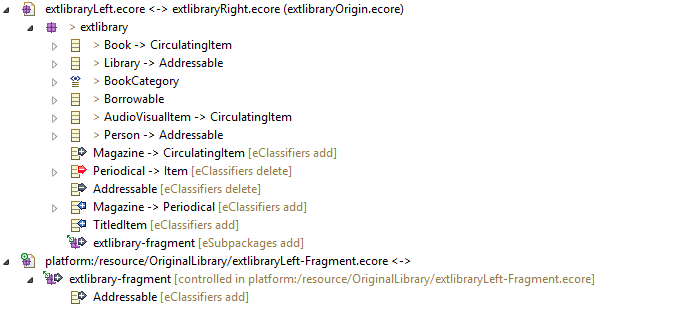 extlibraryLeft.ecore <-> extlibraryRight.ecore (extlibraryOrigin.ecore)
> extlibrary
> Book -> CirculatingItem
> Library -> Addressable
> BookCategory
> Borrowable
> AudioVisualItem -> CirculatingItem
> Person -> Addressable
Magazine -> CirculatingItem [eClassifiers add]
Periodical -> Item [eClassifiers delete]
Addressable [eClassifiers delete]
Magazine -> Periodical [eClassifiers add]
TitledItem [eClassifiers add]
extlibrary-fragment [eSubpackages add]
platform:/resource/OriginalLibrary/extlibraryLeft-Fragment.ecore <->
extlibrary-fragment [controlled in platform:/resource/OriginalLibrary/extlibraryLeft-Fragment.ecore]
Addressable [eClassifiers add]